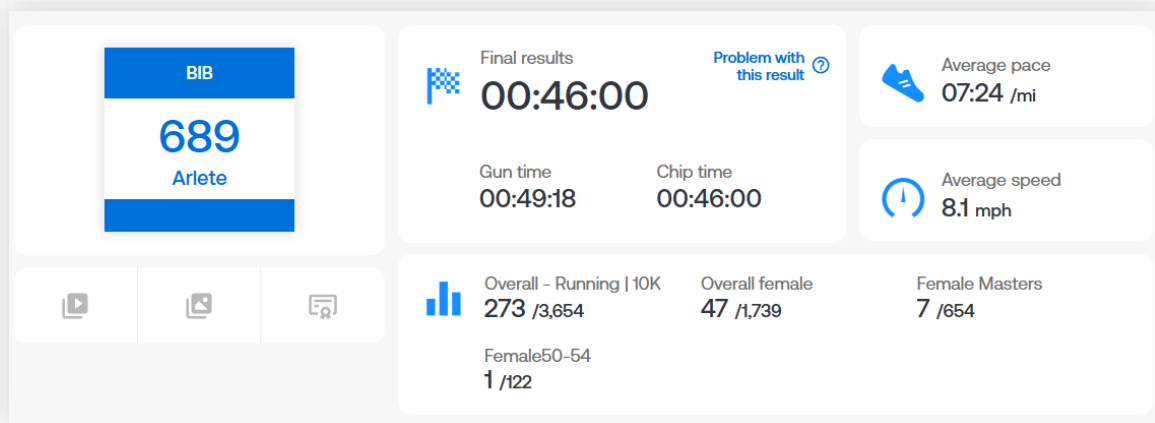 BIB
689
Arlete
Final results
00:46:00
Problem with
this result
Gun time
00:49:18
Chip time
00:46:00
Average pace
07:24 /mi
Average speed
8.1 mph
Overall - Running | 10K
273 /3,654
Overall female
47 /1,739
Female Masters
7 /654
Female50-54
1 /122